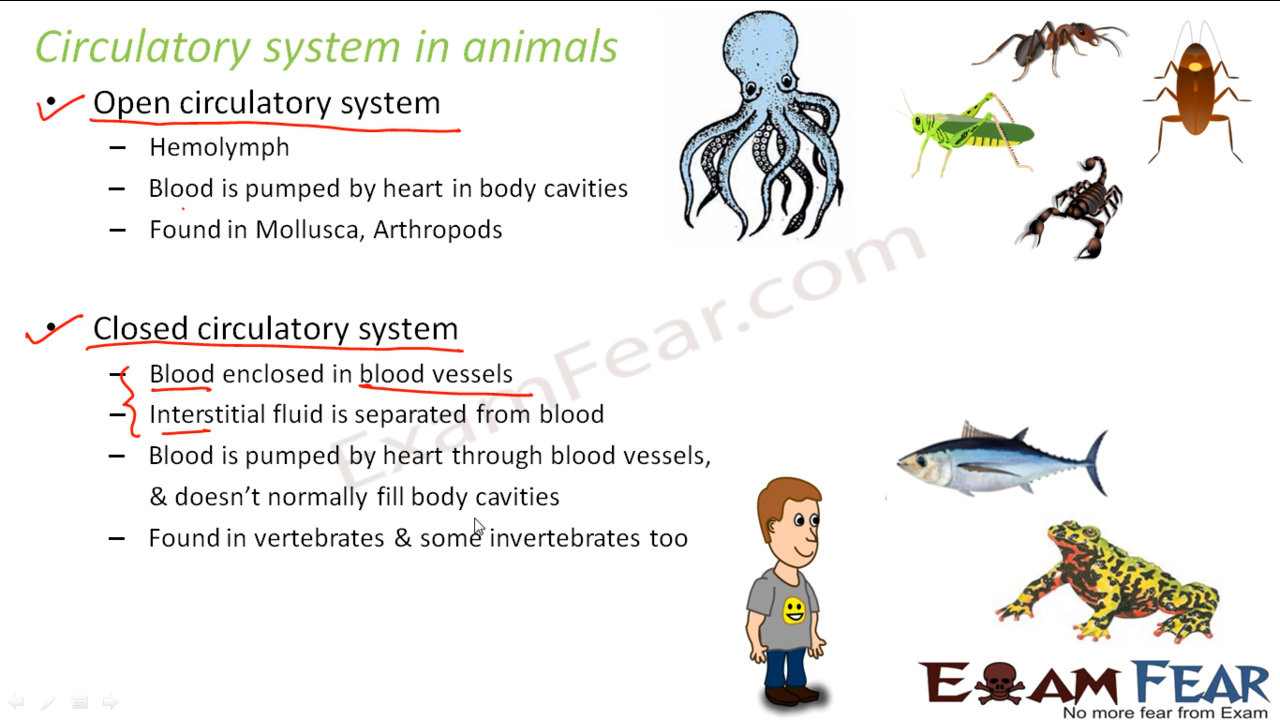 Circulatory system in animals
• Open circulatory system
– Hemolymph
– Blood is pumped by heart in body cavities
– Found in Mollusca, Arthropods
• Closed circulatory system
– Blood enclosed in blood vessels
– Interstitial fluid is separated from blood
– Blood is pumped by heart through blood vessels,
& doesn't normally fill body cavities
– Found in vertebrates & some invertebrates too
ExamFear.com
EXAM FEAR
No more fear from Exam